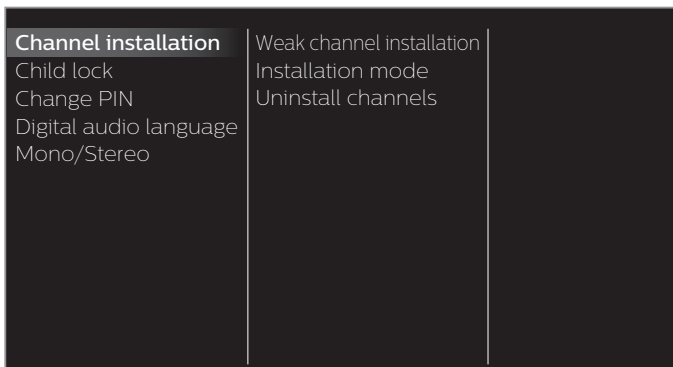 Channel installation
Child lock
Change PIN
Digital audio language
Mono/Stereo
Weak channel installation
Installation mode
Uninstall channels